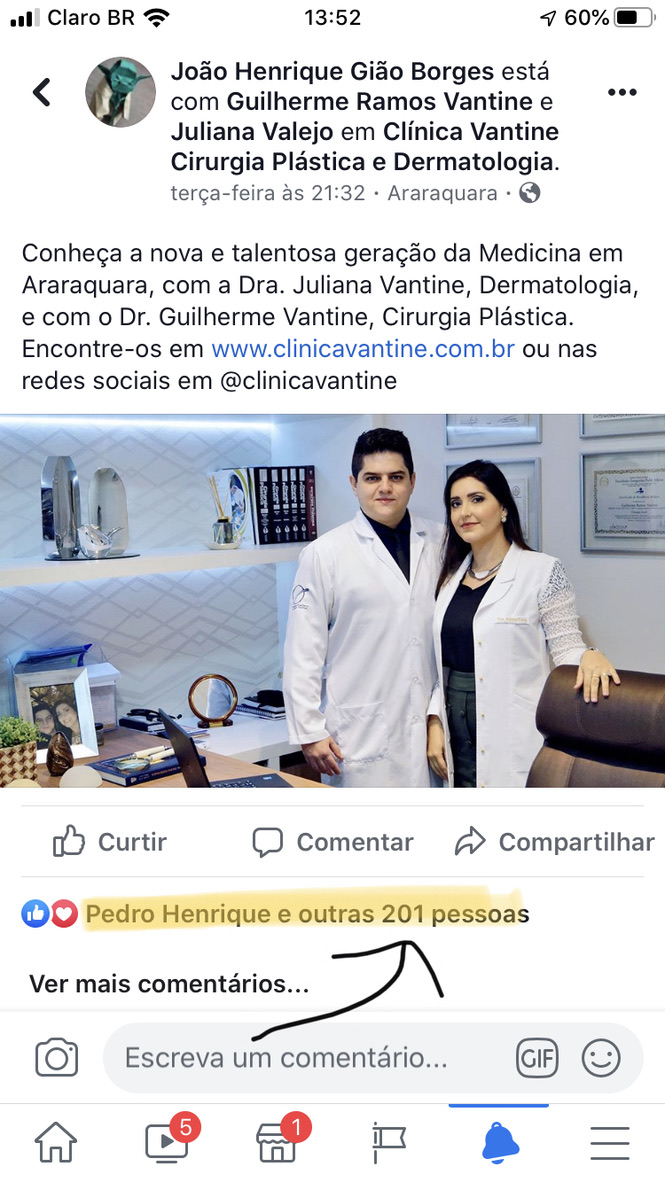 Claro BR 13:52 60%
João Henrique Gião Borges está
com Guilherme Ramos Vantine e
Juliana Valejo em Clínica Vantine
Cirurgia Plástica e Dermatologia.
terça-feira às 21:32 · Araraquara ·
Conheça a nova e talentosa geração da Medicina em
Araraquara, com a Dra. Juliana Vantine, Dermatologia,
e com o Dr. Guilherme Vantine, Cirurgia Plástica.
Encontre-os em www.clinicavantine.com.br ou nas
redes sociais em @clinicavantine
Curtir Comentar Compartilhar
Pedro Henrique e outras 201 pessoas
Ver mais comentários...
Escreva um comentário... GIF
5 1